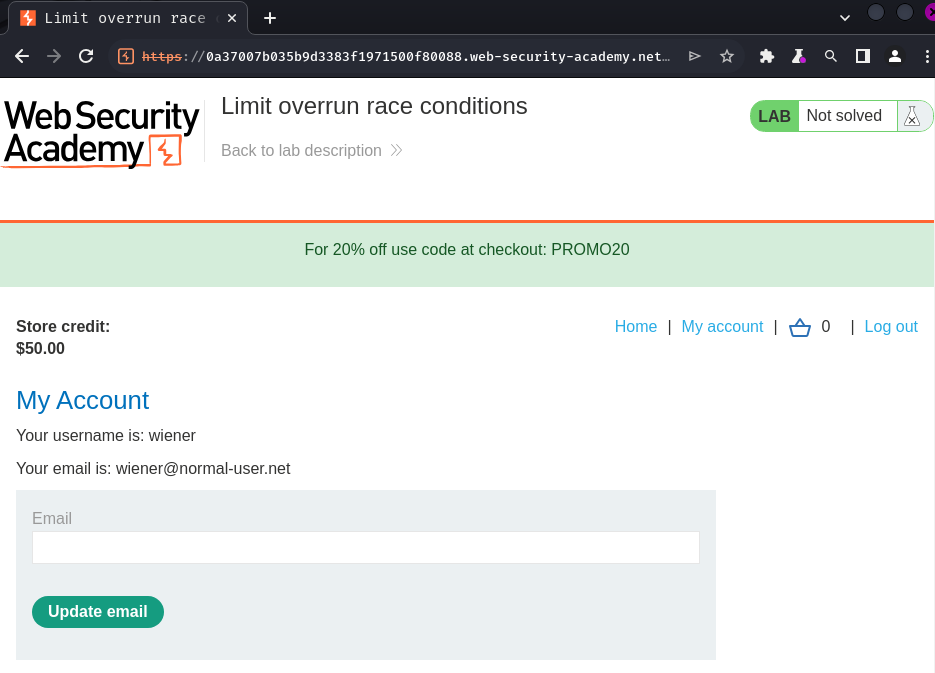 Limit overrun race c
https://0a37007b035b9d3383f1971500f80088.web-security-academy.net…
Web Security
Academy
Limit overrun race conditions
Back to lab description
LAB Not solved
For 20% off use code at checkout: PROMO20
Store credit:
$50.00
Home | My account | 0 | Log out
My Account
Your username is: wiener
Your email is: wiener@normal-user.net
Email
Update email